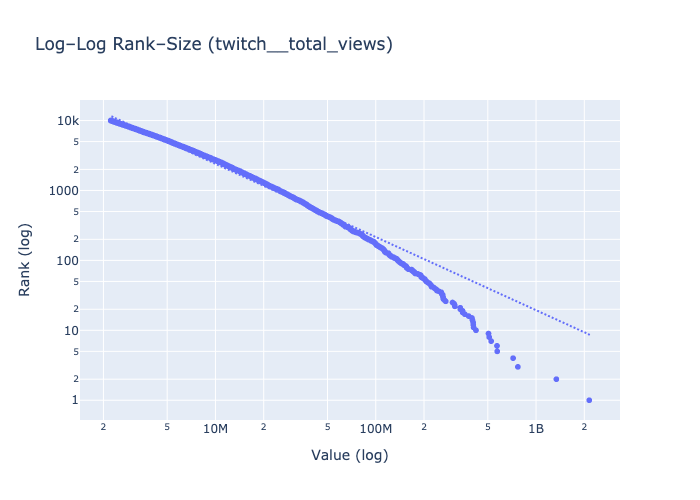 Log–Log Rank–Size (twitch__total_views)
10k
5
2
1000
5
2
100
5
2
10
5
2
1
Rank (log)
2 5 10M 2 5 100M 2 5 1B 2
Value (log)